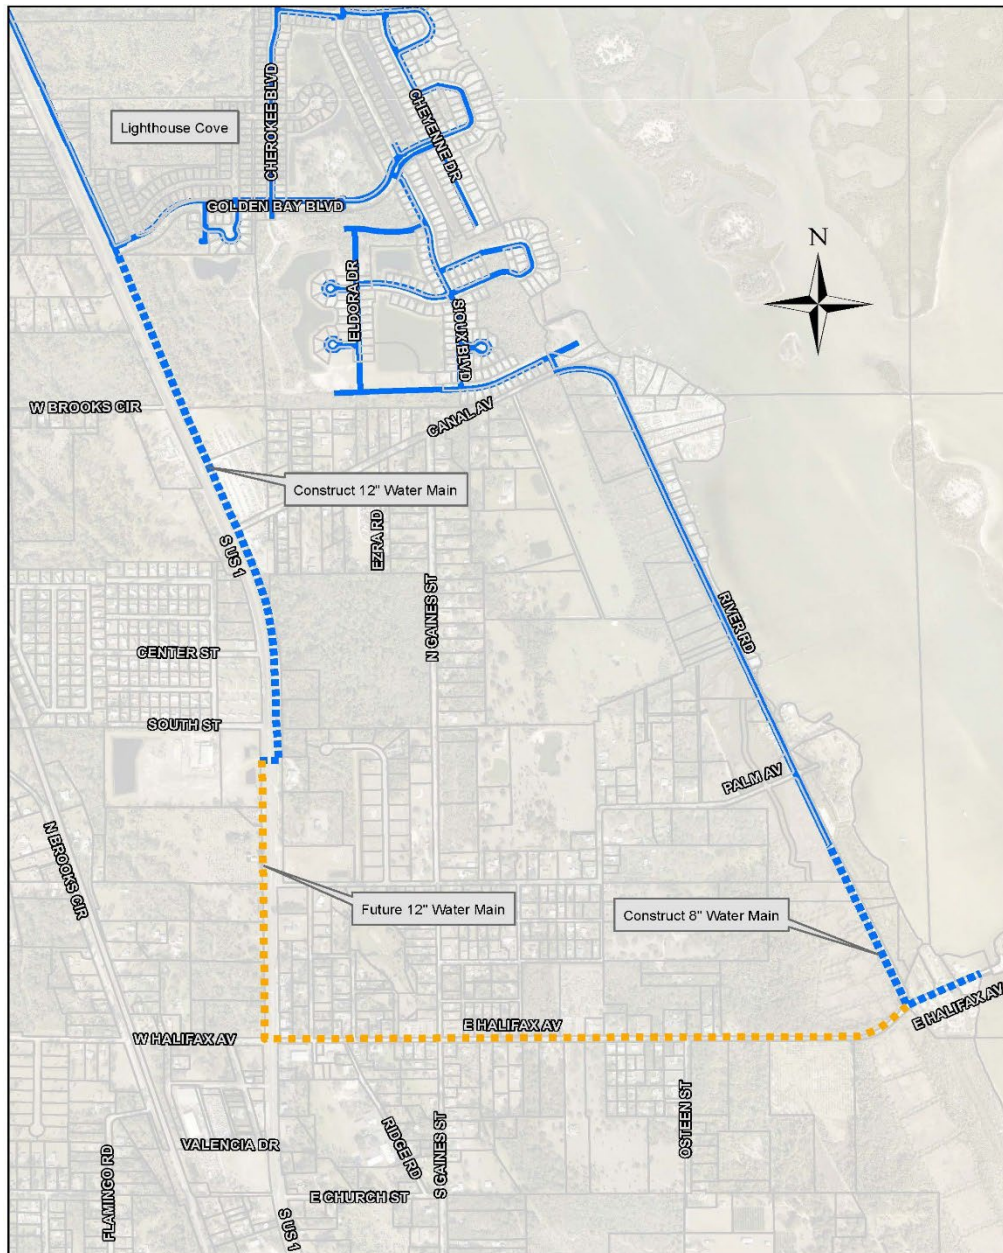 CHEROKEE BLVD
CHEYENNE DR
Lighthouse Cove
GOLDEN BAY BLVD
N
ELDORA DR
SIOUX BLVD
W BROOKS CIR
CANAL AV
Construct 12" Water Main
EZRA RD
S US 1
N GAINES ST
RIVER RD
CENTER ST
SOUTH ST
PALM AV
N BROOKS CIR
Future 12" Water Main
Construct 8" Water Main
E HALIFAX AV
W HALIFAX AV
E HALIFAX AV
OSTEEN ST
VALENCIA DR
RIDGE RD
S GAINES ST
FLAMINGO RD
E CHURCH ST
S US 1